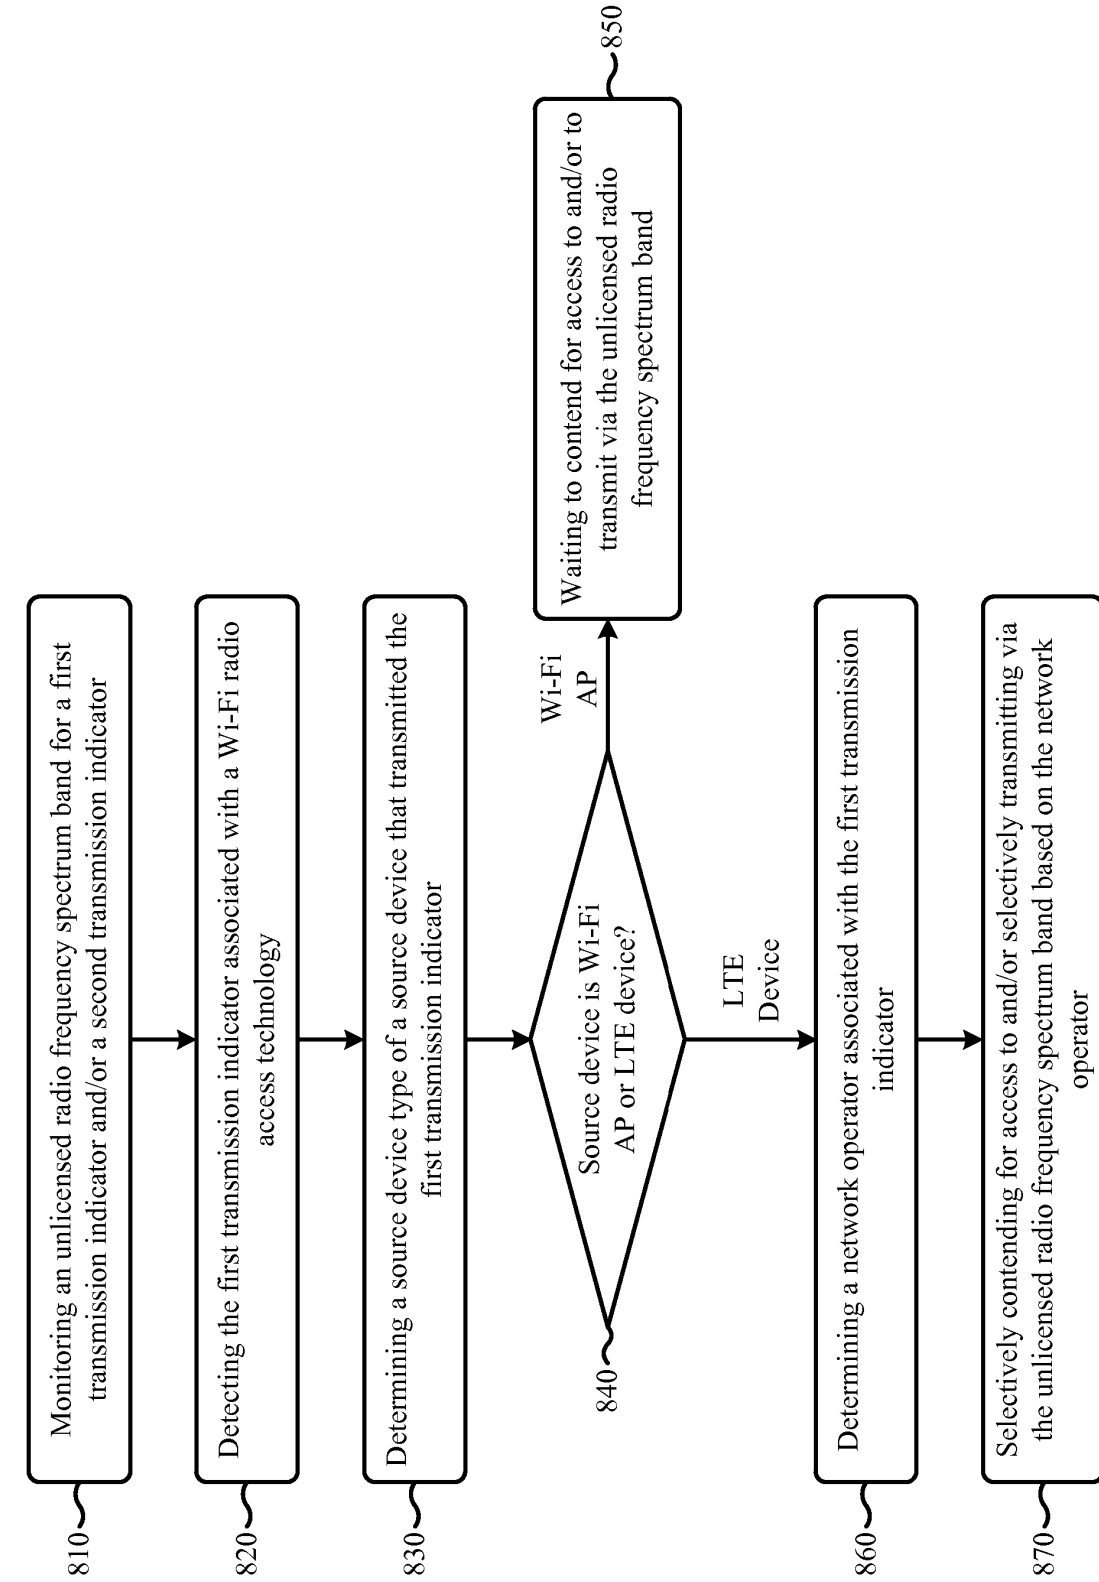 810
Monitoring an unlicensed radio frequency spectrum band for a first
transmission indicator and/or a second transmission indicator
820
Detecting the first transmission indicator associated with a Wi-Fi radio
access technology
830
Determining a source device type of a source device that transmitted the
first transmission indicator
840
Source device is Wi-Fi
AP or LTE device?
Wi-Fi
AP
850
Waiting to contend for access to and/or to
transmit via the unlicensed radio
frequency spectrum band
LTE
Device
860
Determining a network operator associated with the first transmission
indicator
870
Selectively contending for access to and/or selectively transmitting via
the unlicensed radio frequency spectrum band based on the network
operator